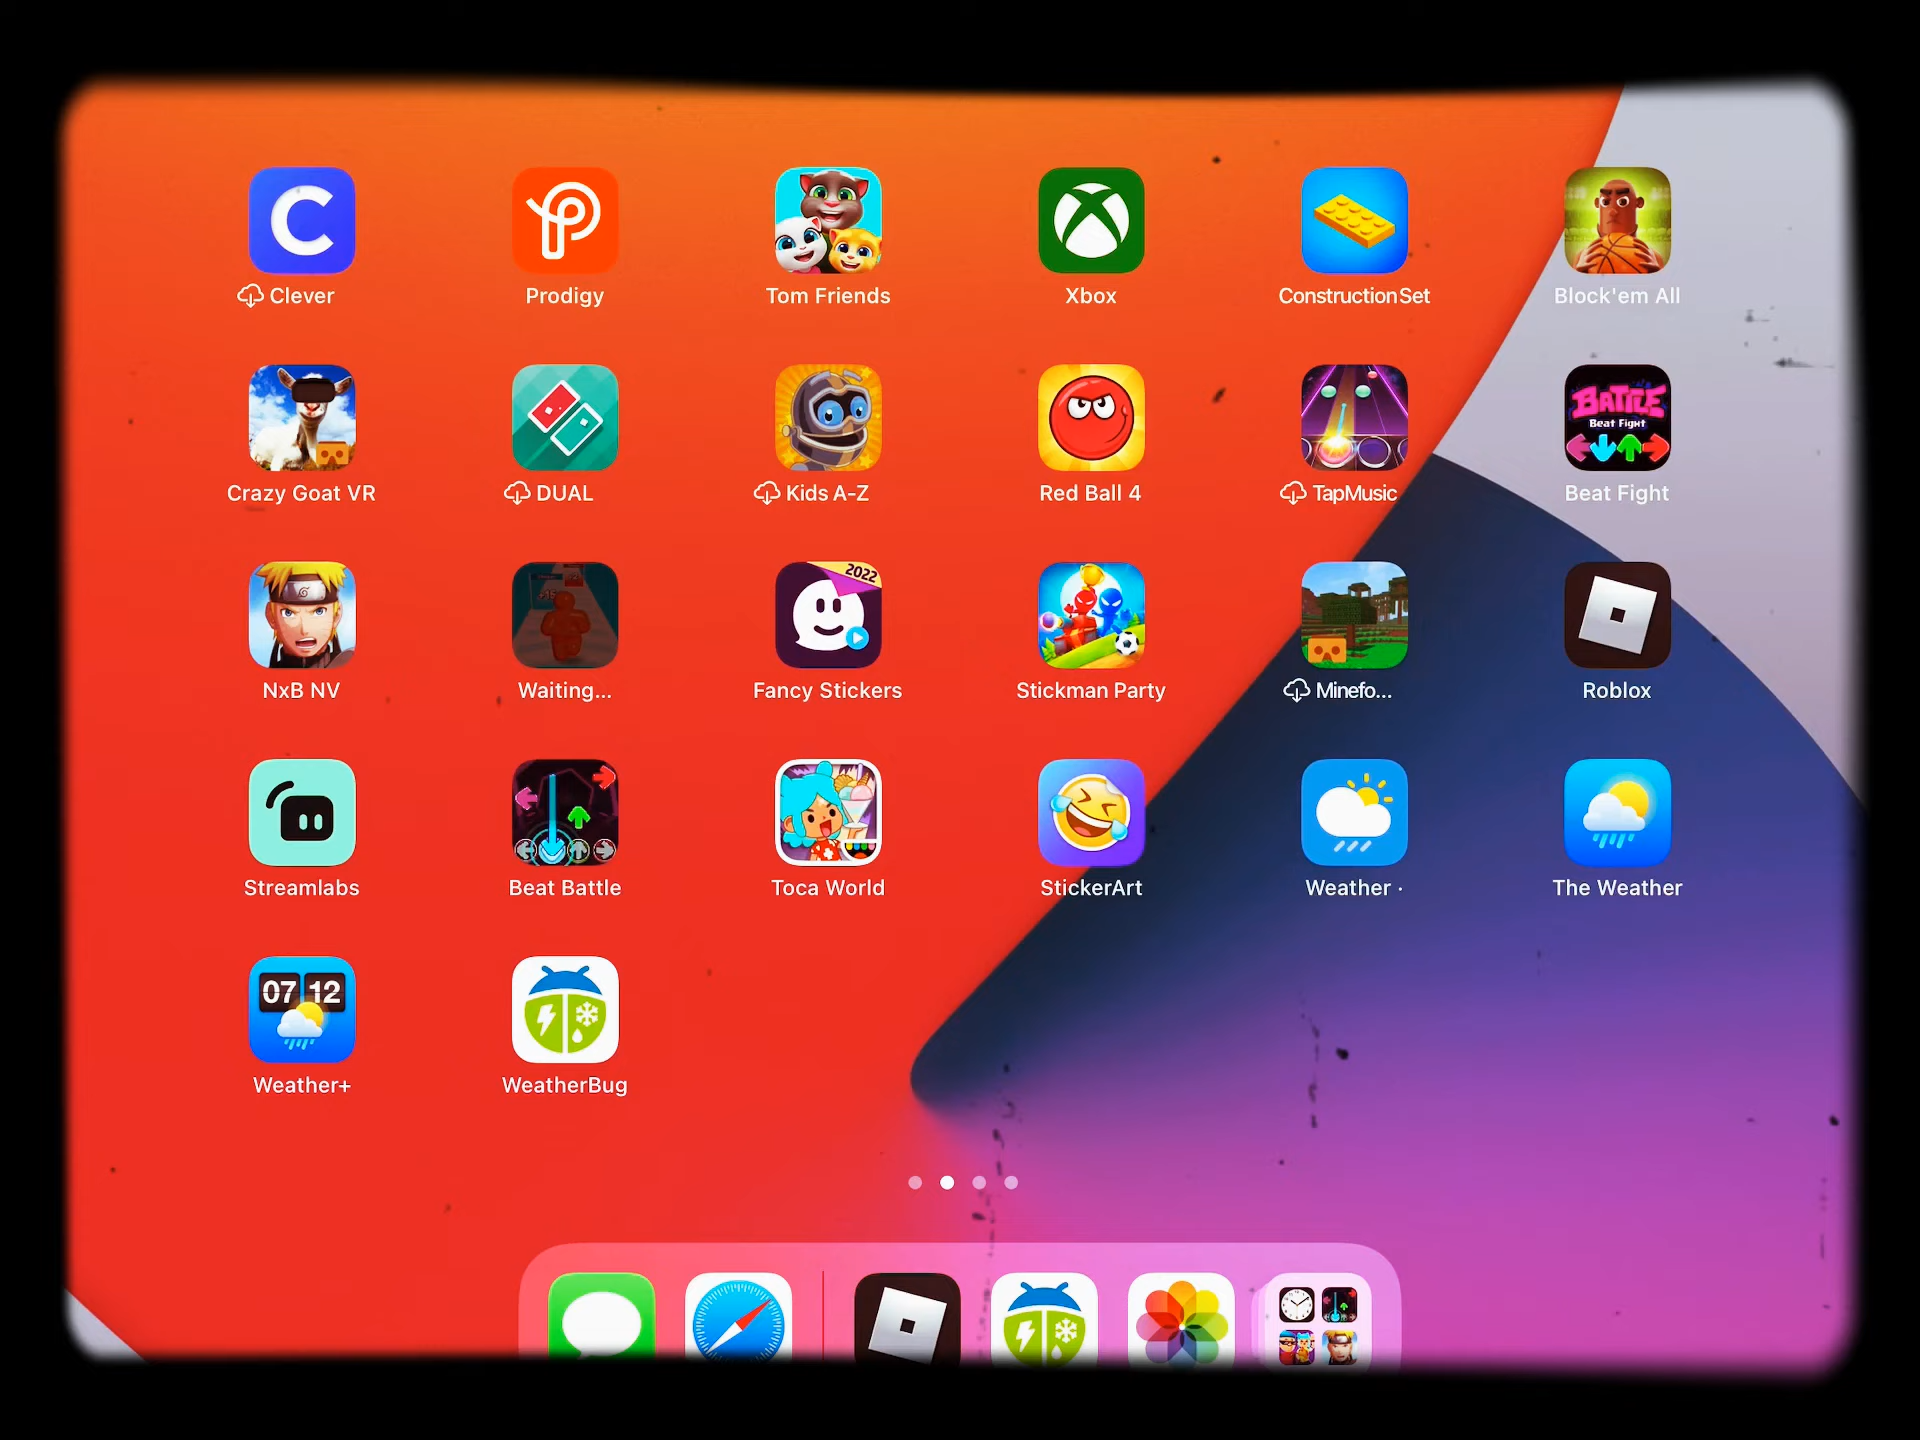 Clever
Prodigy
Tom Friends
Xbox
ConstructionSet
Block'em All
Crazy Goat VR
DUAL
Kids A-Z
Red Ball 4
TapMusic
BATTLE
Beat Fight
Beat Fight
NxB NV
Waiting...
2022
Fancy Stickers
Stickman Party
Minefo...
Roblox
Streamlabs
Beat Battle
Toca World
StickerArt
Weather ·
The Weather
07 12
Weather+
WeatherBug